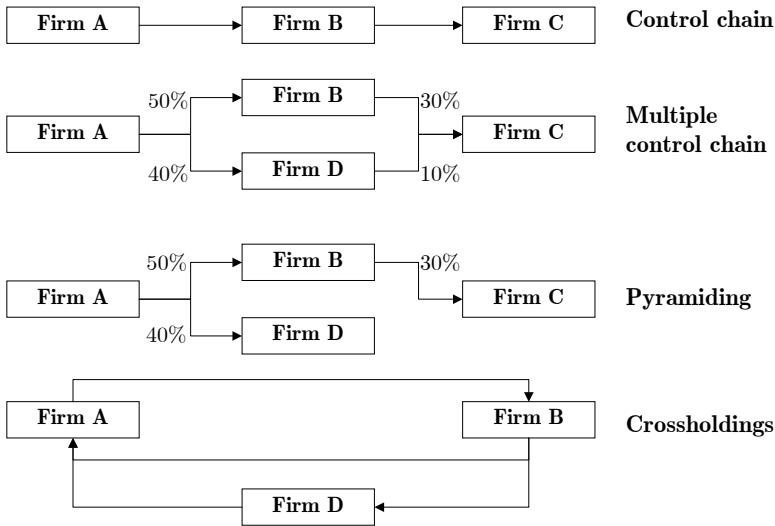 Firm A
Firm B
Firm C
Control chain
50%
Firm B
30%
Firm A
Firm C
Multiple
control chain
40%
Firm D
10%
50%
Firm B
30%
Firm A
Firm C
Pyramiding
40%
Firm D
Firm A
Firm B
Crossholdings
Firm D